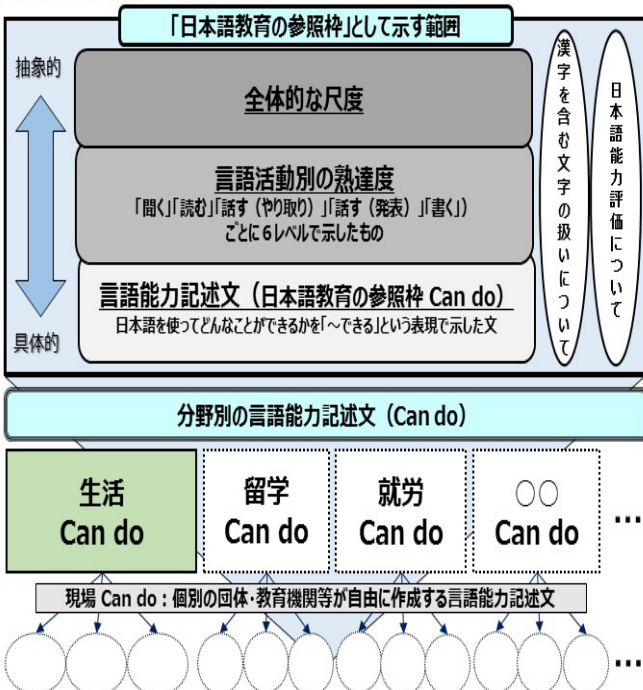 「日本語教育の参照枠」として示す範囲
抽象的
全体的な尺度
言語活動別の熟達度
「聞く」「読む」「話す(やり取り)」「話す(発表)」「書く」)
ごとに6レベルで示したもの
言語能力記述文(日本語教育の参照枠 Can do)
日本語を使ってどんなことができるかを「~できる」という表現で示した文
具体的
漢字を含む文字の扱いについて
日本語能力評価について
分野別の言語能力記述文(Can do)
生活
Can do
留学
Can do
就労
Can do
○○
Can do
…
現場 Can do:個別の団体・教育機関等が自由に作成する言語能力記述文
…